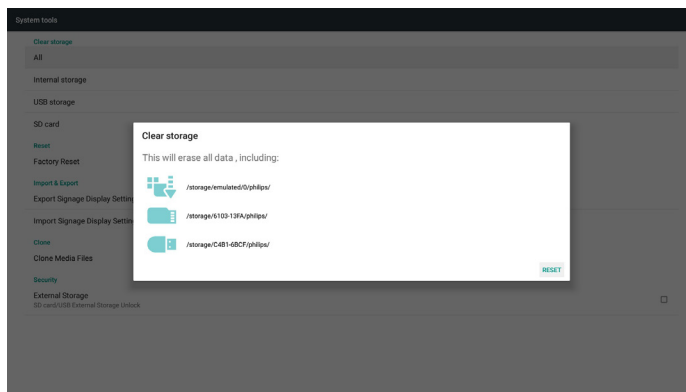 System tools
Clear storage
All
Internal storage
USB storage
SD card
Reset
Factory Reset
Import & Export
Export Signage Display Setting
Import Signage Display Settin
Clone
Clone Media Files
Security
External Storage
SD card/USB External Storage Unlock
Clear storage
This will erase all data , including:
/storage/emulated/0/philips/
/storage/6103-13FA/philips/
/storage/C4B1-6BCF/philips/
RESET